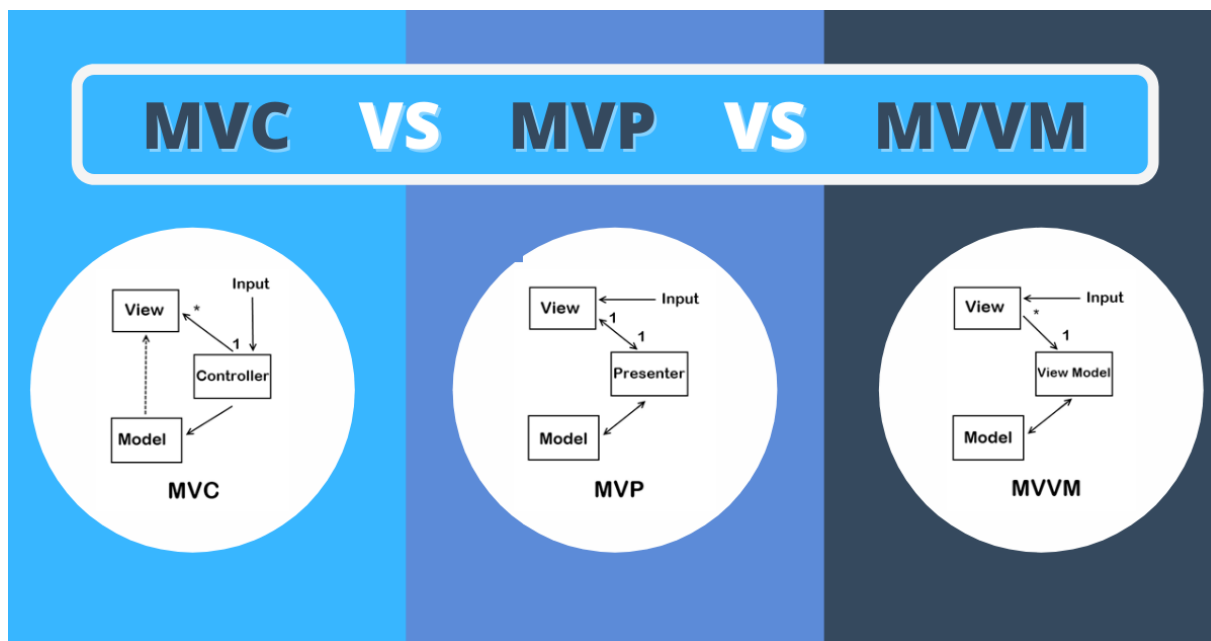 MVC VS MVP VS MVVM
Input
View
*
1
Controller
Model
MVC
View
Input
1
1
Presenter
Model
MVP
View
Input
*
1
View Model
Model
MVVM